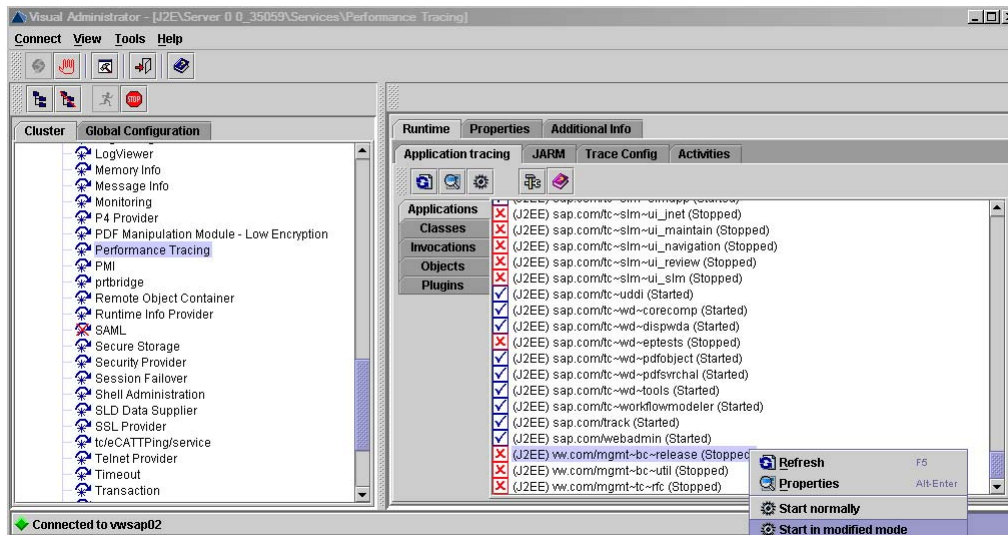 Visual Administrator - [J2E\Server 0 0_35059\Services\Performance Tracing]
Connect View Tools Help
STOP
Cluster Global Configuration
LogViewer
Memory Info
Message Info
Monitoring
P4 Provider
PDF Manipulation Module - Low Encryption
Performance Tracing
PMI
prtbridge
Remote Object Container
Runtime Info Provider
SAML
Secure Storage
Security Provider
Session Failover
Shell Administration
SLD Data Supplier
SSL Provider
tc/eCATTPing/service
Telnet Provider
Timeout
Transaction
Runtime Properties Additional Info
Application tracing JARM Trace Config Activities
Applications
Classes
Invocations
Objects
Plugins
(J2EE) sap.com/tc~slm~ui_inet (Stopped)
(J2EE) sap.com/tc~slm~ui_maintain (Stopped)
(J2EE) sap.com/tc~slm~ui_navigation (Stopped)
(J2EE) sap.com/tc~slm~ui_review (Stopped)
(J2EE) sap.com/tc~slm~ui_slm (Stopped)
(J2EE) sap.com/tc~uddi (Started)
(J2EE) sap.com/tc~wd~corecomp (Started)
(J2EE) sap.com/tc~wd~dispwda (Started)
(J2EE) sap.com/tc~wd~eptests (Stopped)
(J2EE) sap.com/tc~wd~pdfobject (Started)
(J2EE) sap.com/tc~wd~pdfsvrchal (Started)
(J2EE) sap.com/tc~wd~tools (Started)
(J2EE) sap.com/tc~workflowmodeler (Started)
(J2EE) sap.com/track (Started)
(J2EE) sap.com/webadmin (Started)
(J2EE) vw.com/mgmt~bc~release (Stopped
(J2EE) vw.com/mgmt~bc~util (Stopped)
(J2EE) vw.com/mgmt~tc~rfc (Stopped)
Refresh F5
Properties Alt-Enter
Start normally
Start in modified mode
Connected to vwsap02